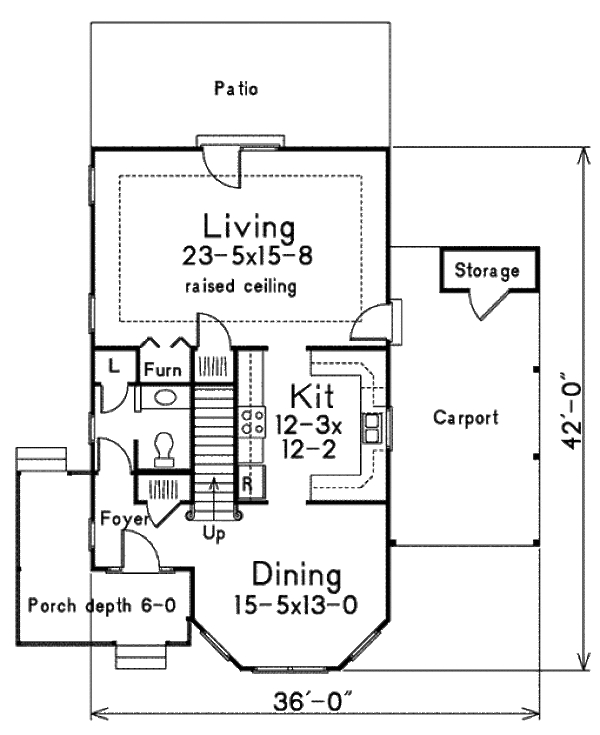 Patio
Living
23-5x15-8
raised ceiling
Storage
L
Furn
Kit
12-3x
12-2
Carport
42'-0"
R
Foyer
Up
Dining
15-5x13-0
Porch depth 6-0
36'-0"